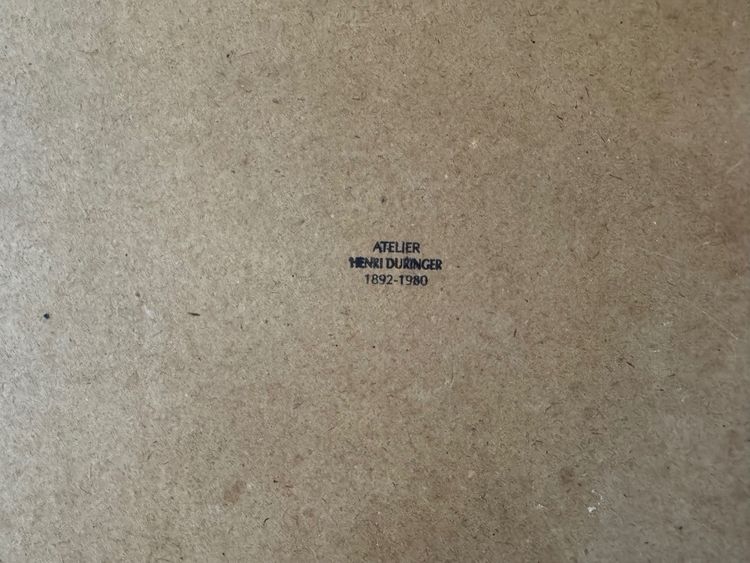 ATELIER
HENRI DURINGER
1892-1980